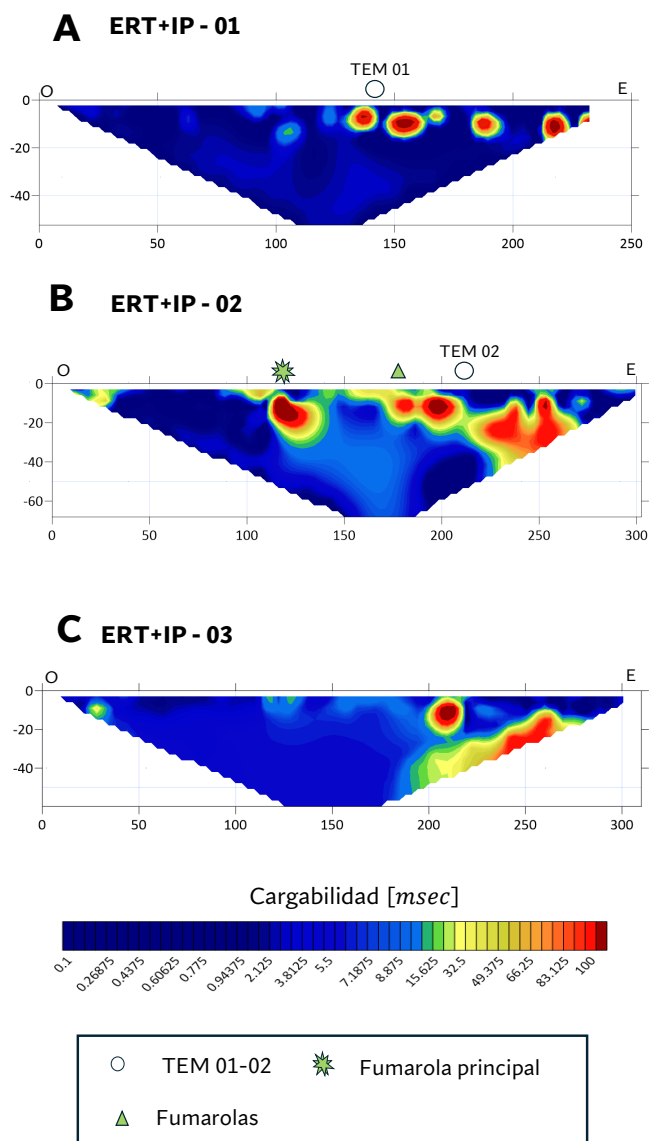 A ERT+IP - 01
TEM 01
O E
0
-20
-40
0 50 100 150 200 250
B ERT+IP - 02
TEM 02
O E
0
-20
-40
-60
0 50 100 150 200 250 300
C ERT+IP - 03
O E
0
-20
-40
0 50 100 150 200 250 300
Cargabilidad [msec]
0.1 0.26875 0.4375 0.60625 0.775 0.94375 2.125 3.8125 5.5 7.1875 8.875 15.625 32.5 49.375 66.25 83.125 100
TEM 01-02 Fumarola principal
Fumarolas